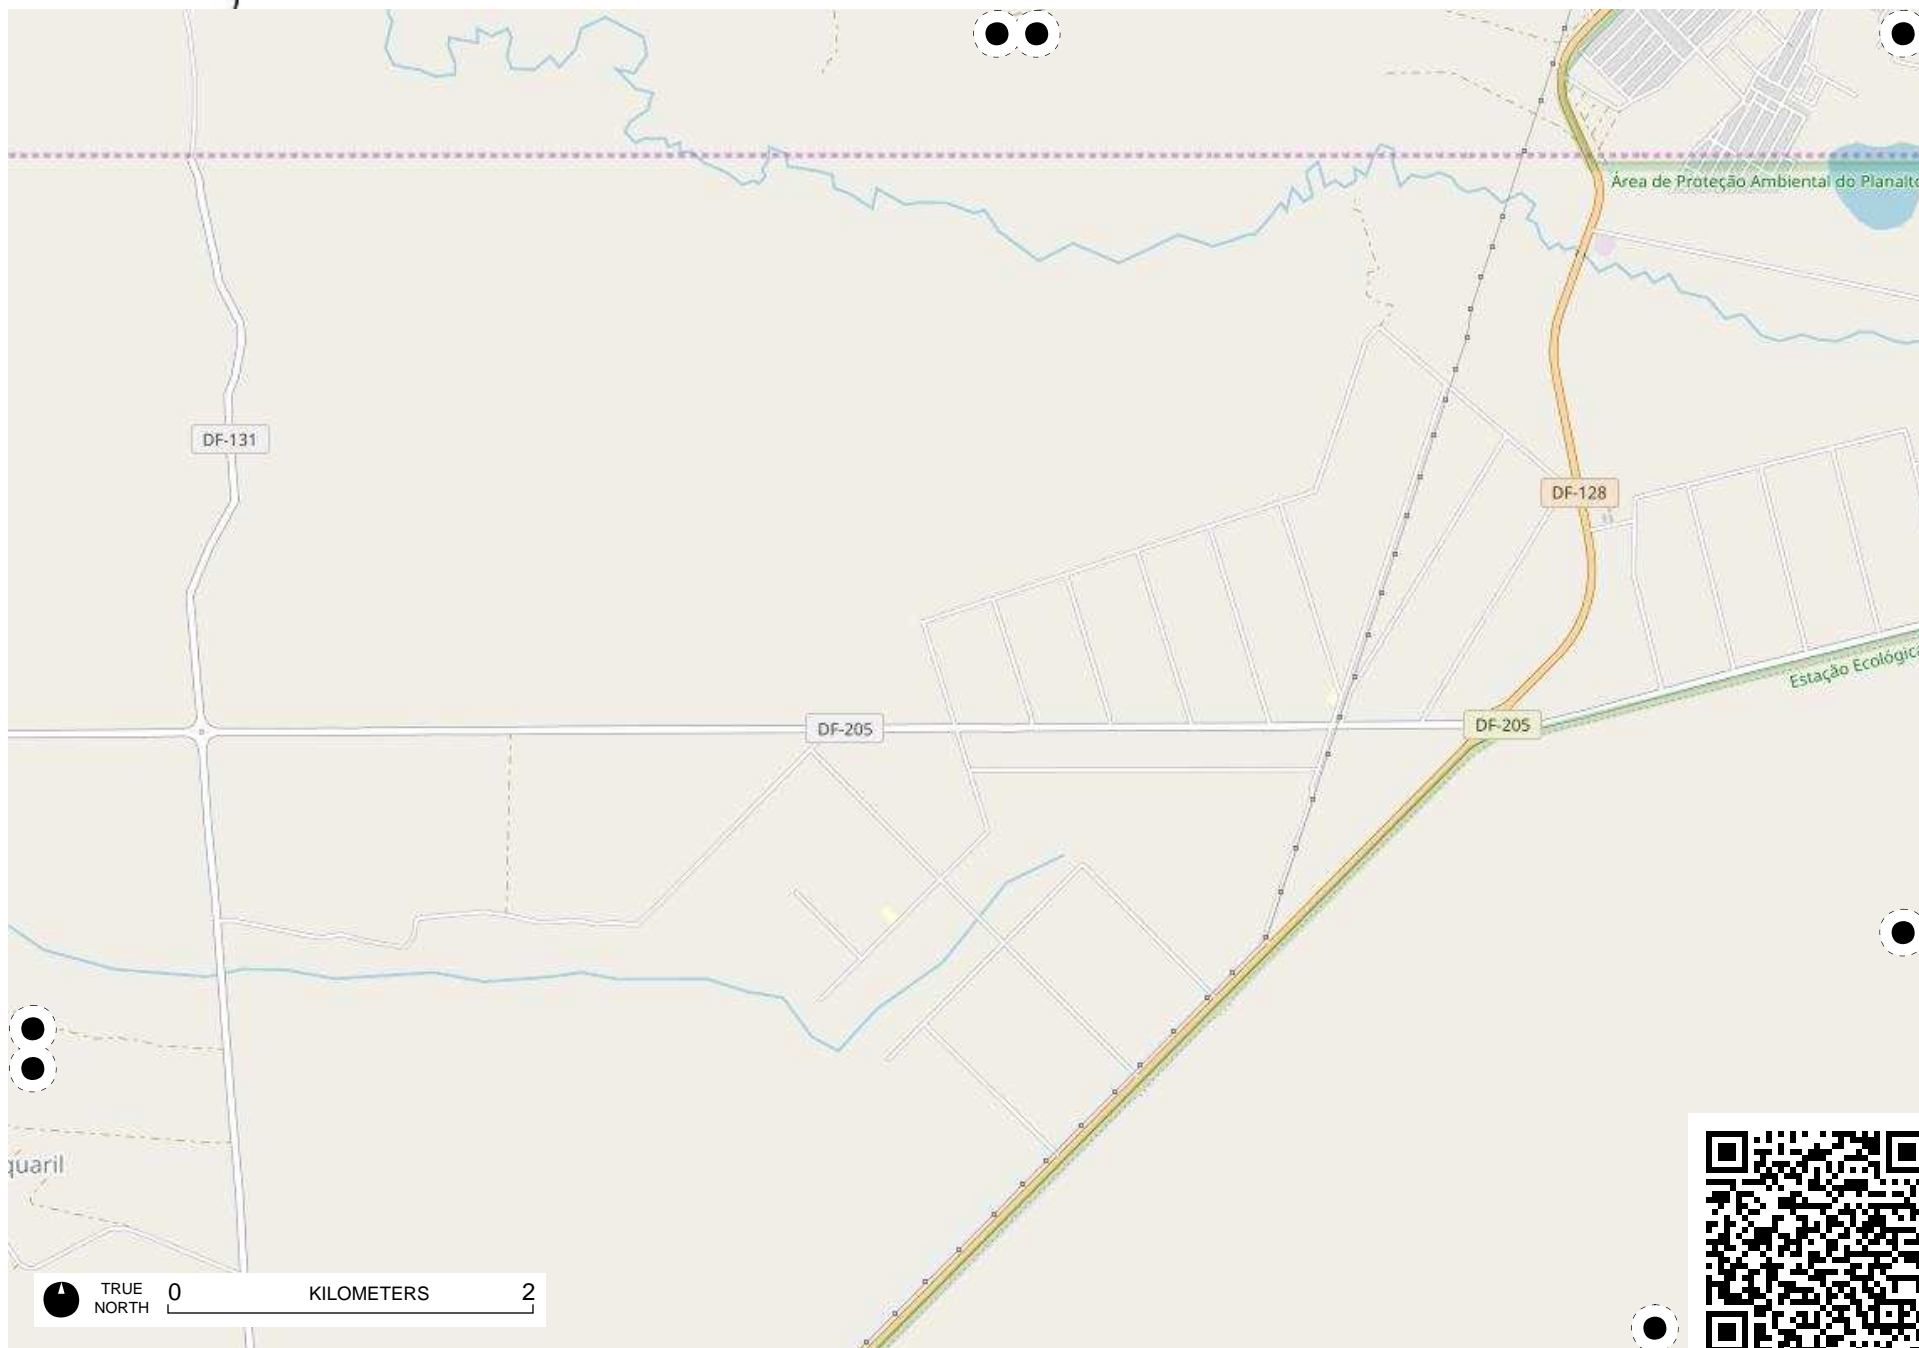 Área de Proteção Ambiental do Planalto
DF-131
DF-128
Estação Ecológica
DF-205
DF-205
quaril
TRUE
NORTH
0
KILOMETERS
2